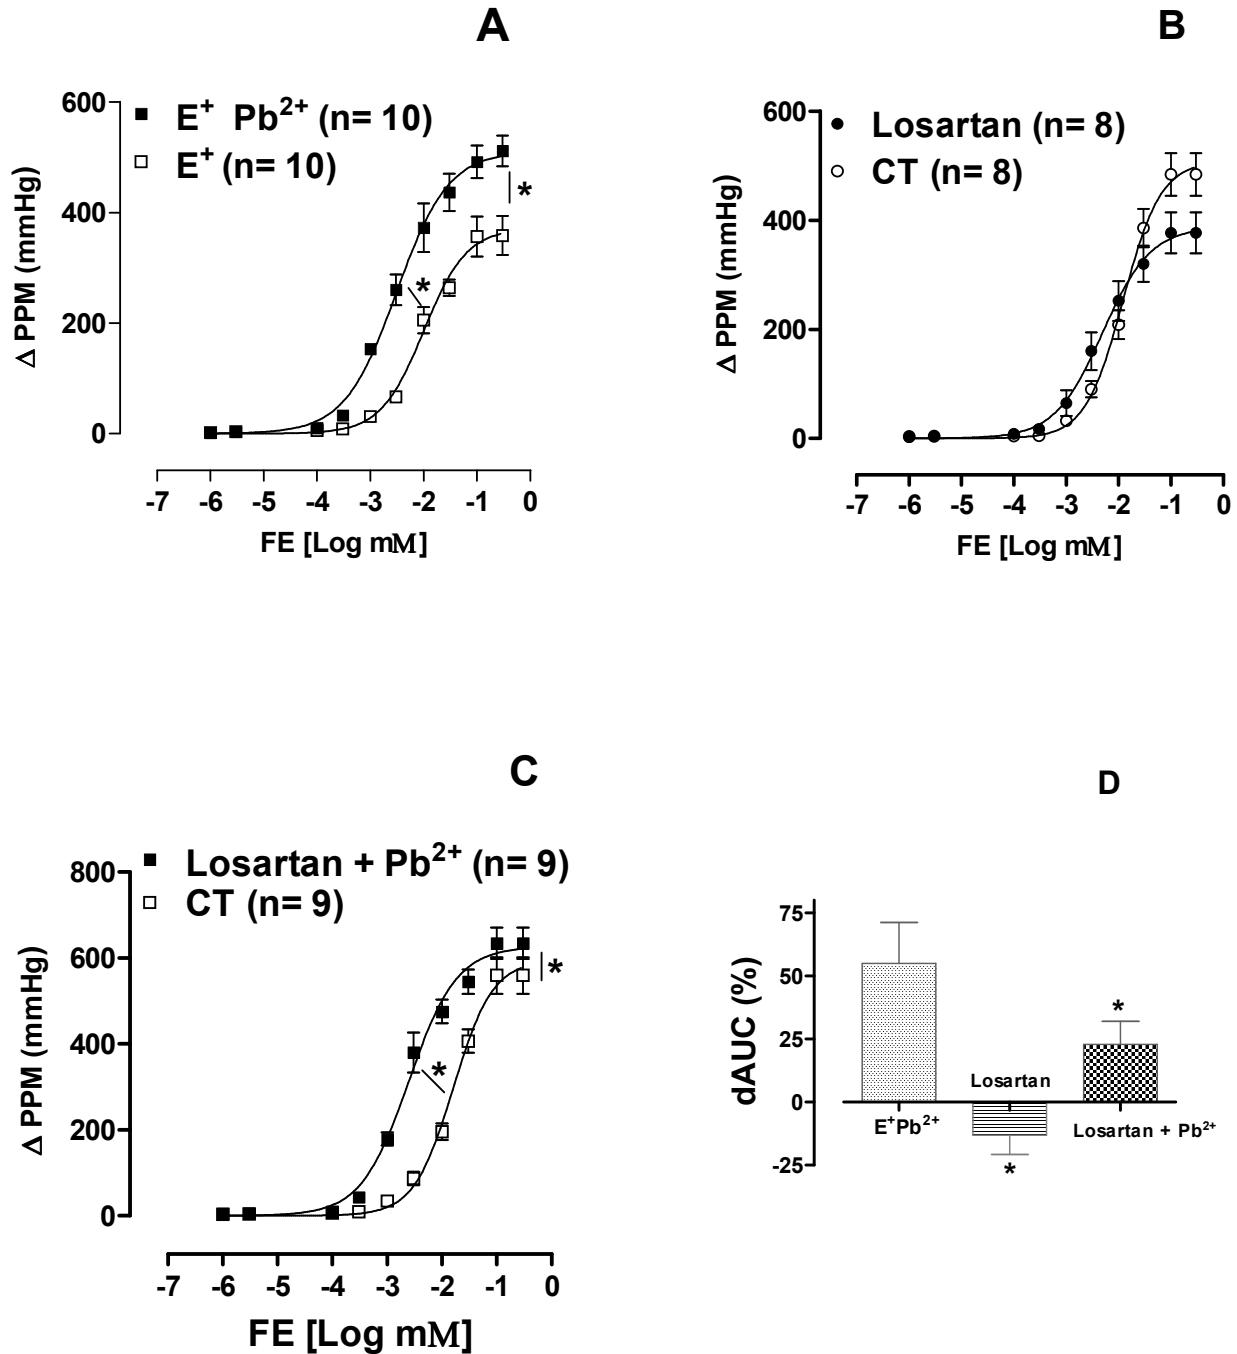 A
600
E⁺ Pb²⁺ (n= 10)
E⁺ (n= 10)
400
200
0
Δ PPM (mmHg)
*
*
-7 -6 -5 -4 -3 -2 -1 0
FE [Log mM]
B
600
Losartan (n= 8)
CT (n= 8)
400
200
0
Δ PPM (mmHg)
-7 -6 -5 -4 -3 -2 -1 0
FE [Log mM]
C
800
Losartan + Pb²⁺ (n= 9)
CT (n= 9)
600
400
200
0
Δ PPM (mmHg)
*
*
-7 -6 -5 -4 -3 -2 -1 0
FE [Log mM]
D
75
50
25
0
-25
dAUC (%)
*
Losartan
E⁺Pb²⁺
Losartan + Pb²⁺
*